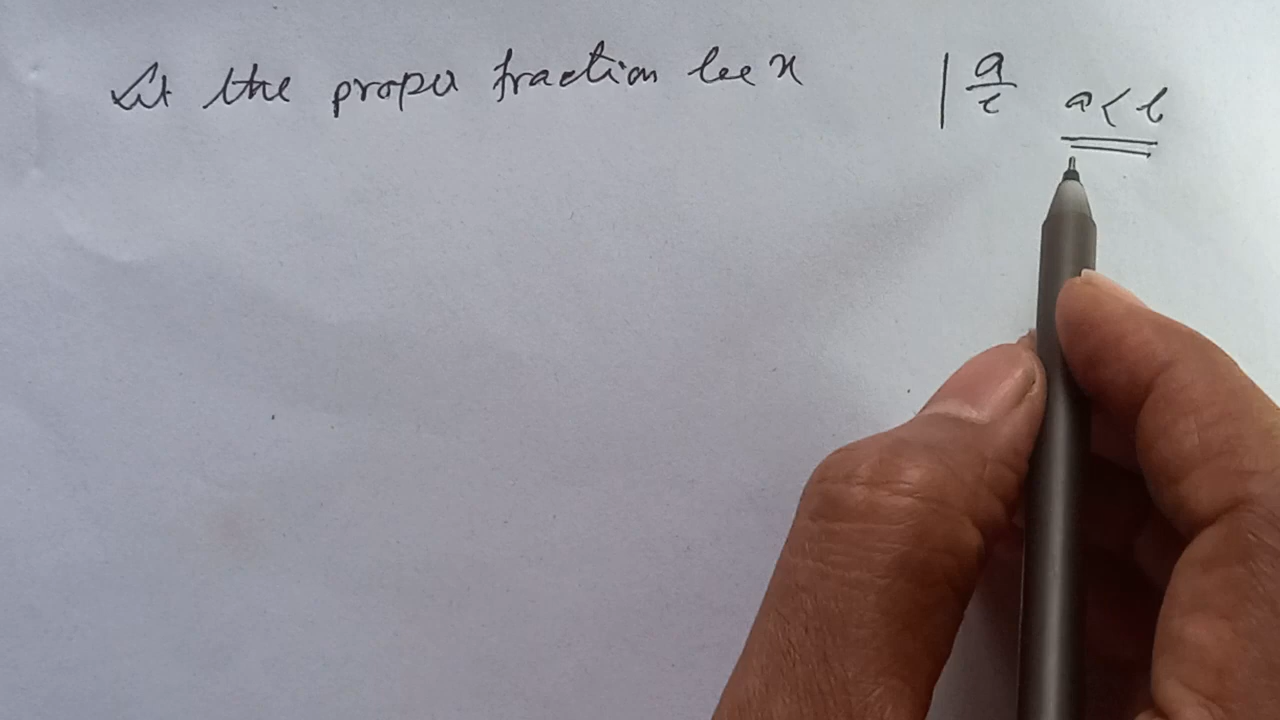 Let the proper fraction be x | a/b a < b